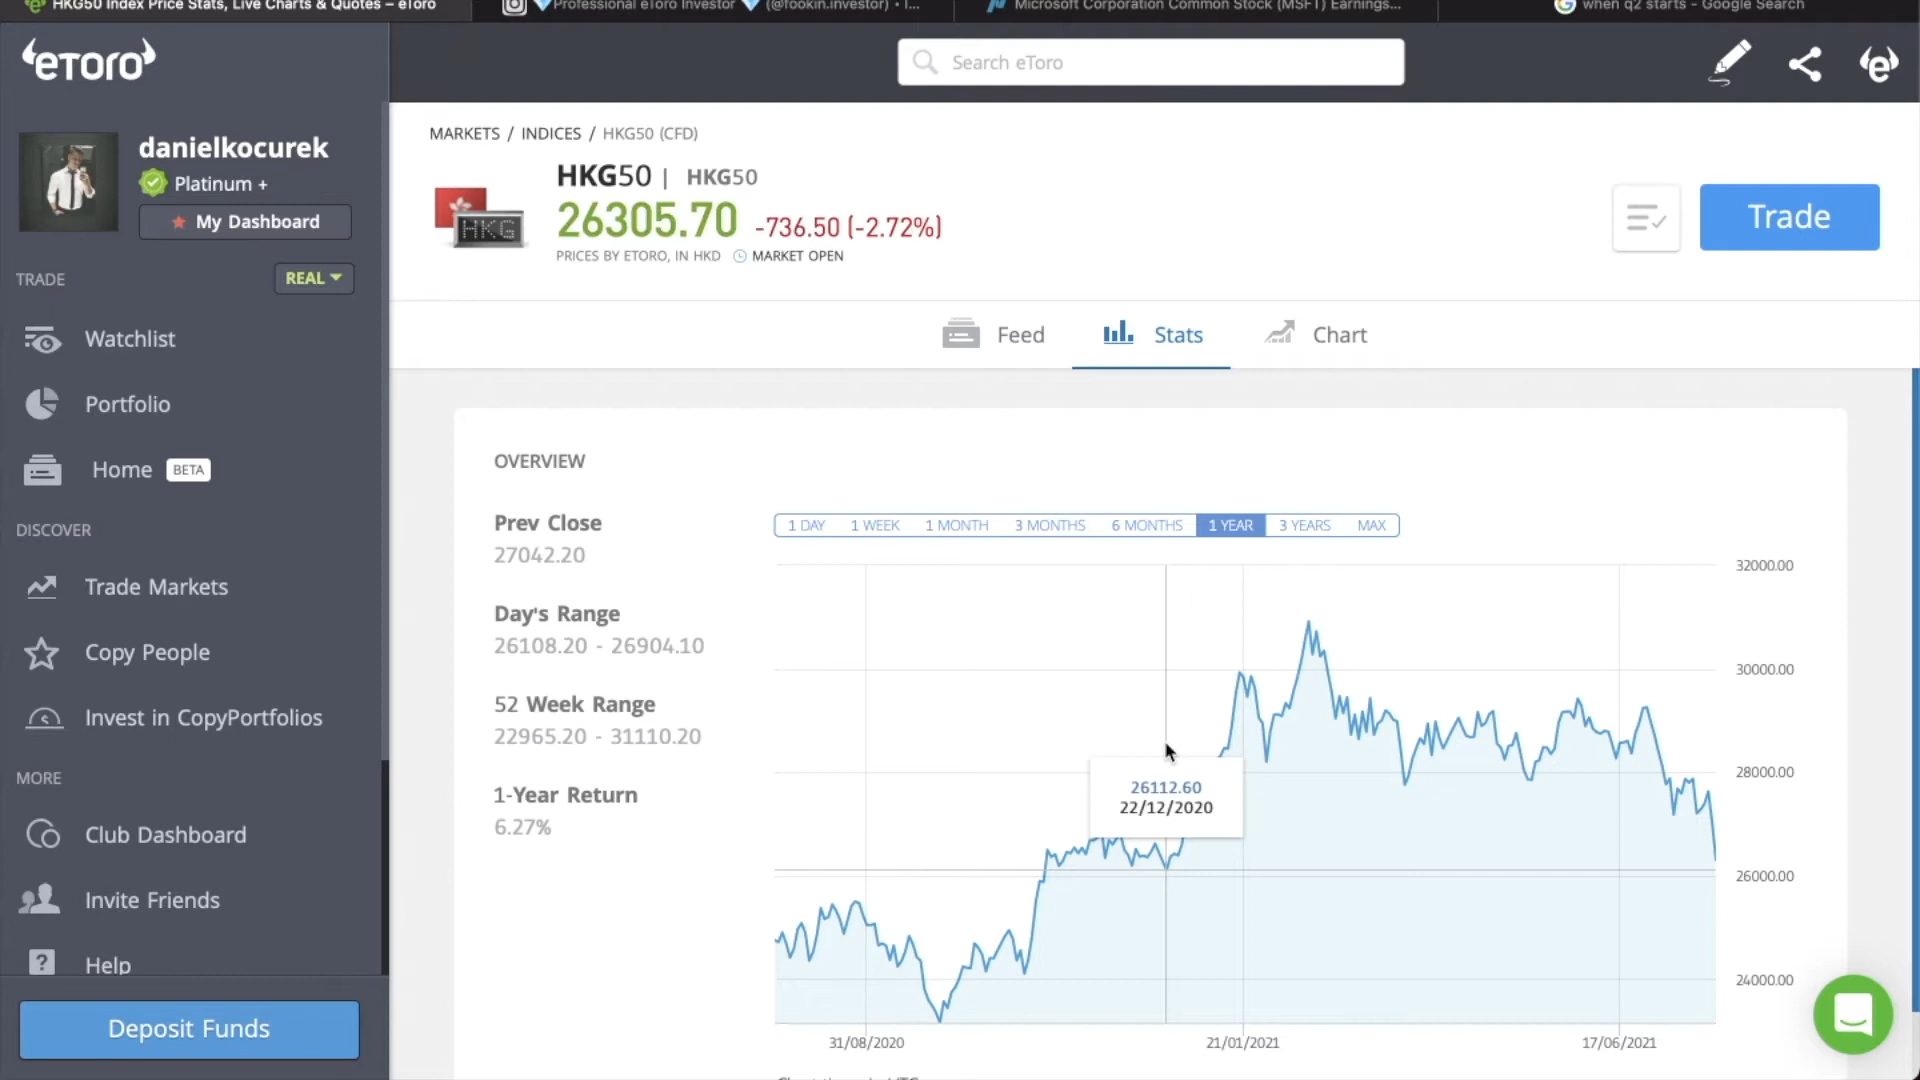 HKG50 Index Price Stats, Live Charts & Quotes – eToro
Professional eToro Investor 💎 (@fookin.investor) • I...
Microsoft Corporation Common Stock (MSFT) Earnings...
when q2 starts - Google Search
eTORO
Search eToro
danielkocurek
Platinum +
★ My Dashboard
TRADE
REAL
Watchlist
Portfolio
Home BETA
DISCOVER
Trade Markets
Copy People
Invest in CopyPortfolios
MORE
Club Dashboard
Invite Friends
Help
Deposit Funds
MARKETS / INDICES / HKG50 (CFD)
HKG
HKG50 | HKG50
26305.70 -736.50 (-2.72%)
PRICES BY ETORO, IN HKD MARKET OPEN
Trade
Feed
Stats
Chart
OVERVIEW
Prev Close
27042.20
Day's Range
26108.20 - 26904.10
52 Week Range
22965.20 - 31110.20
1-Year Return
6.27%
1 DAY 1 WEEK 1 MONTH 3 MONTHS 6 MONTHS 1 YEAR 3 YEARS MAX
32000.00
30000.00
28000.00
26000.00
24000.00
26112.60
22/12/2020
31/08/2020
21/01/2021
17/06/2021